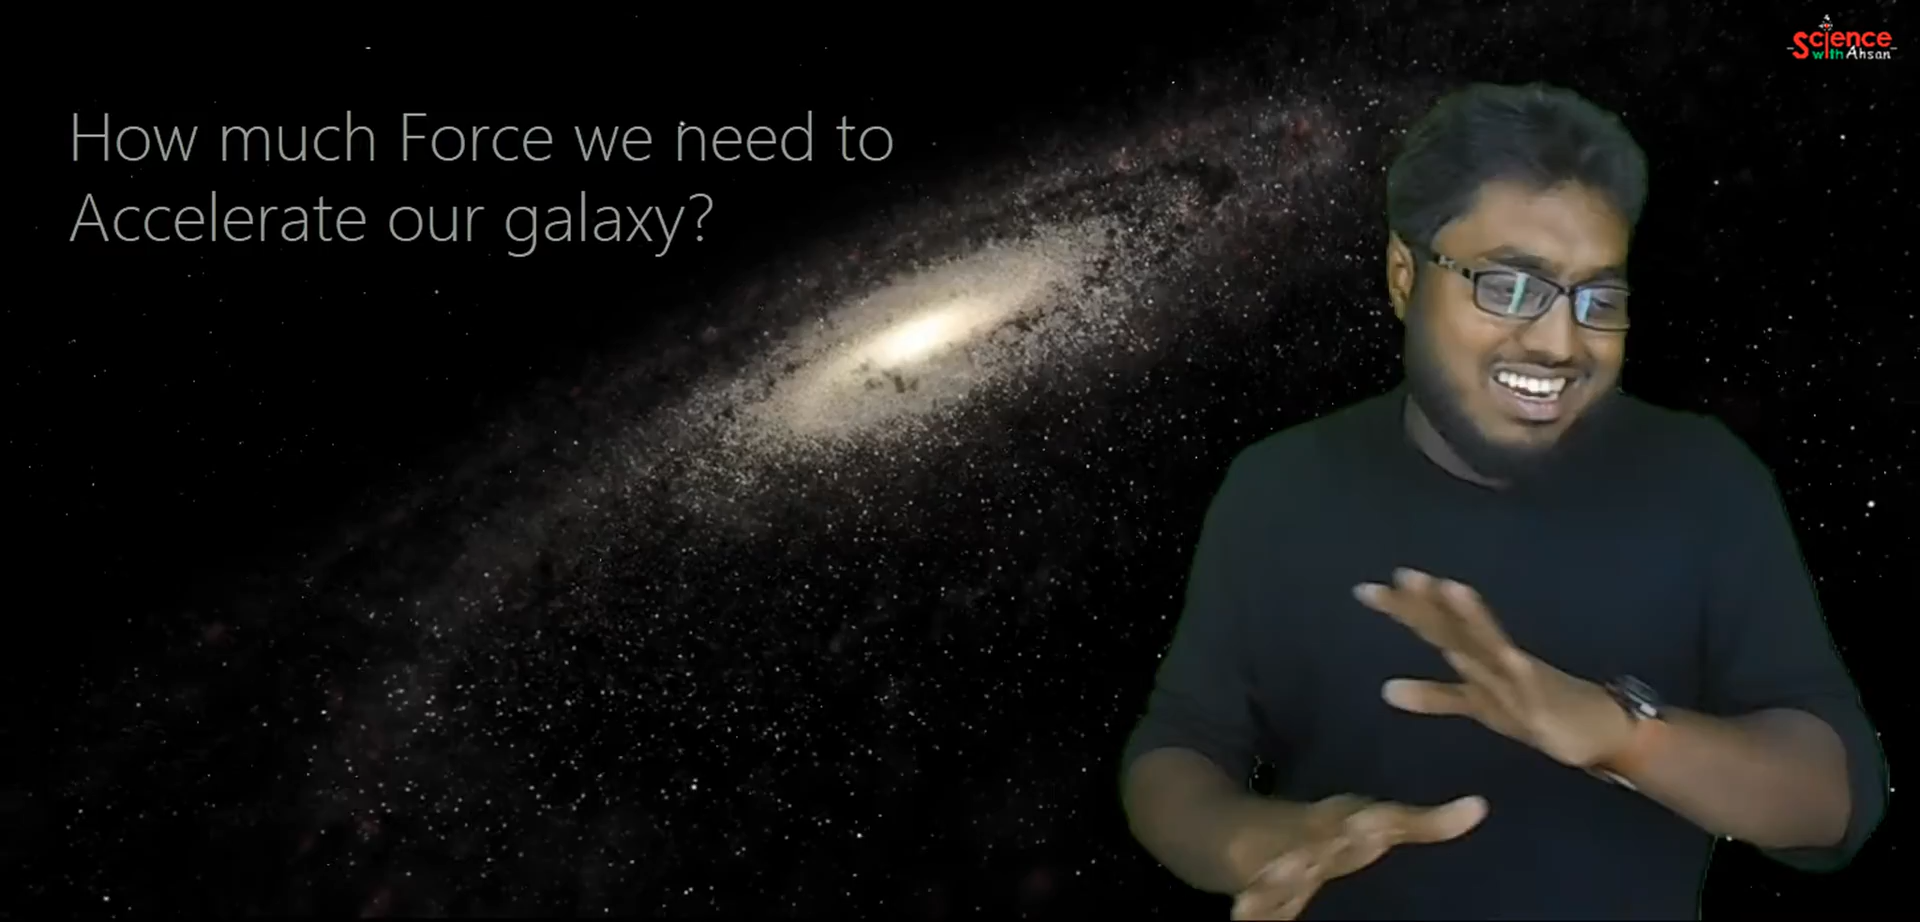 How much Force we need to
Accelerate our galaxy?
Science
with Ahsan